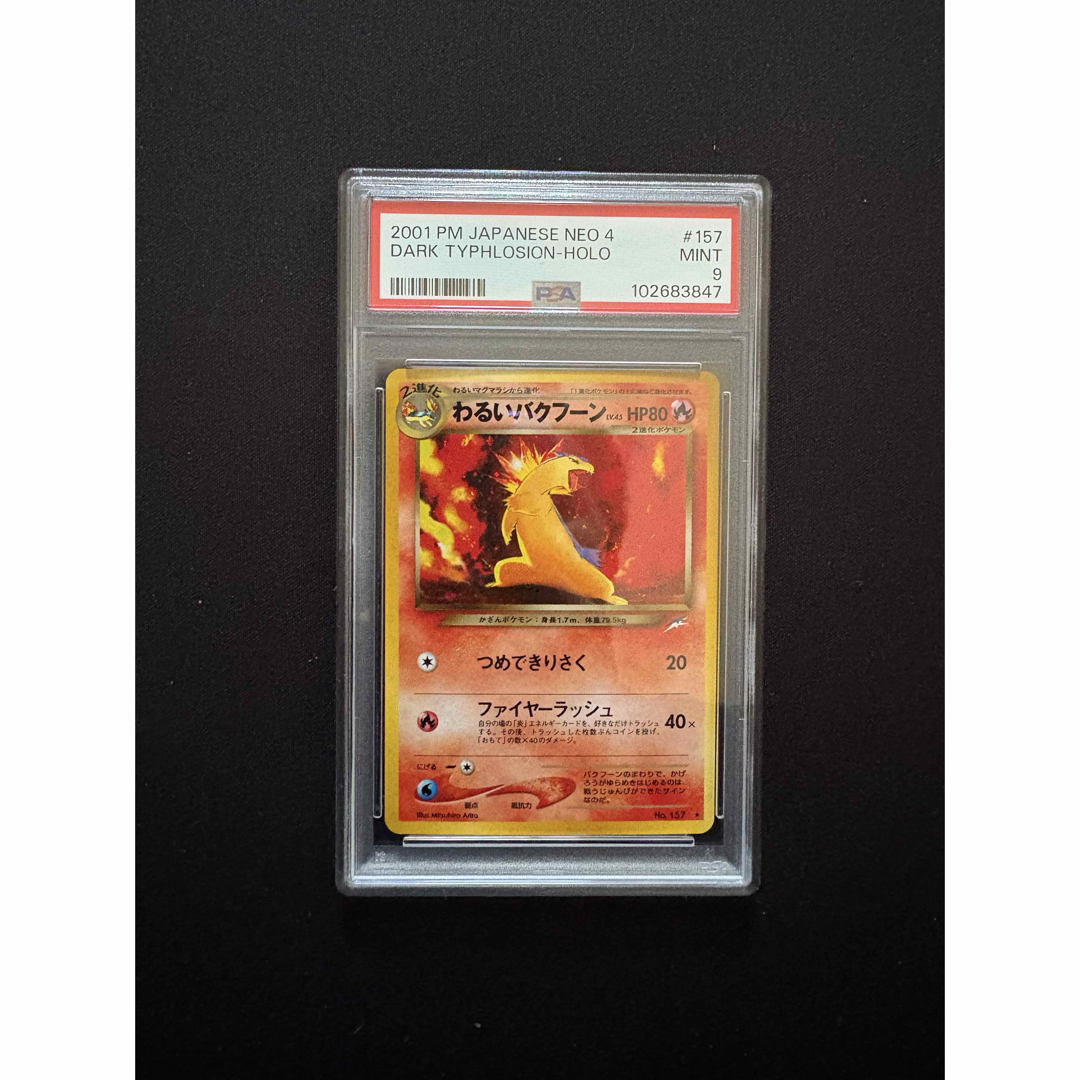 2001 PM JAPANESE NEO 4
#157
DARK TYPHLOSION-HOLO
MINT
9
PSA
102683847
2進化
わるいマグマラシから進化
わるいバクフーン LV.45 HP80
2進化ポケモン
かざんポケモン：身長1.7m, 体重79.5kg
つめできりさく 20
ファイヤーラッシュ
自分の場の「炎」エネルギーカードを、好きなだけトラッシュ
する。その後、トラッシュした枚数ぶんコインを投げ、
「おもて」の数×40のダメージ。
40×
にげる
弱点
抵抗力
バクフーンのまわりで、かげ
ろうがゆらめきはじめるのは、
戦うじゅんびができたサイン
なのだ。
Illus. Mitsuhiro Arita
No. 157 ★